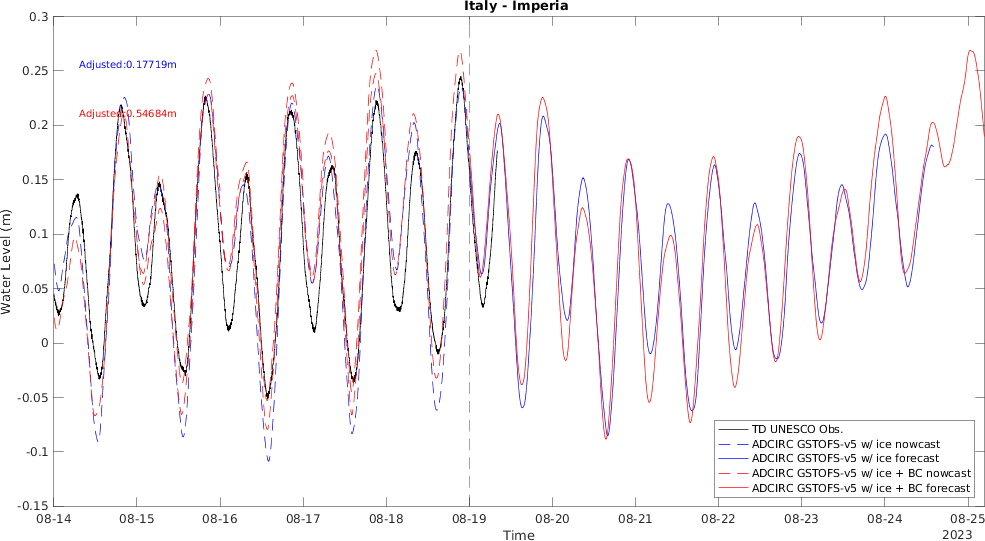 Italy - Imperia
0.3
0.25
0.2
0.15
0.1
0.05
0
-0.05
-0.1
-0.15
Water Level (m)
Adjusted:0.17719m
Adjusted:0.54684m
TD UNESCO Obs.
ADCIRC GSTOFS-v5 w/ ice nowcast
ADCIRC GSTOFS-v5 w/ ice forecast
ADCIRC GSTOFS-v5 w/ ice + BC nowcast
ADCIRC GSTOFS-v5 w/ ice + BC forecast
08-14 08-15 08-16 08-17 08-18 08-19 08-20 08-21 08-22 08-23 08-24 08-25
Time
2023